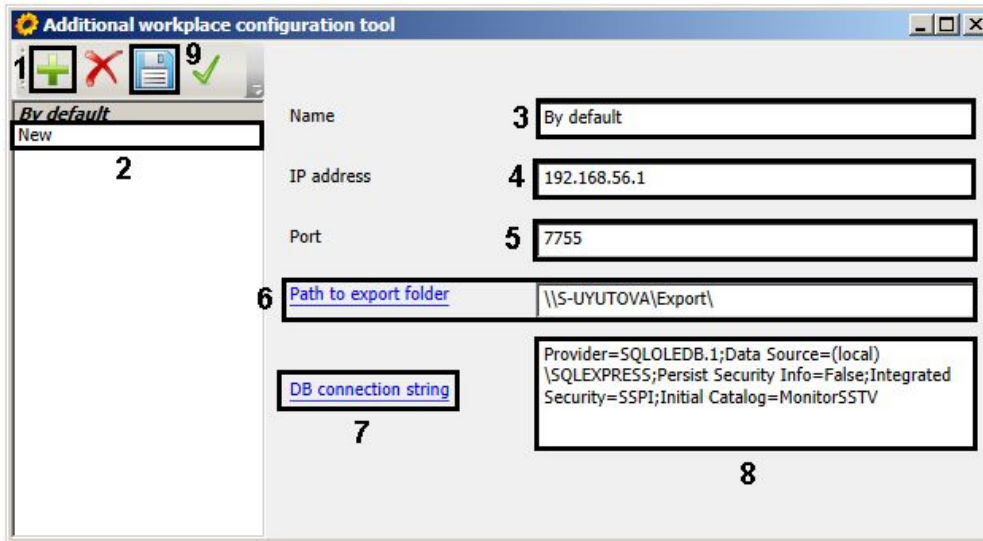 Additional workplace configuration tool
1
9
By default
New
2
Name
3
By default
IP address
4
192.168.56.1
Port
5
7755
6
Path to export folder
\\S-UYUTOVA\Export\
DB connection string
7
Provider=SQLOLEDB.1;Data Source=(local)
\SQLEXPRESS;Persist Security Info=False;Integrated
Security=SSPI;Initial Catalog=MonitorSSTV
8